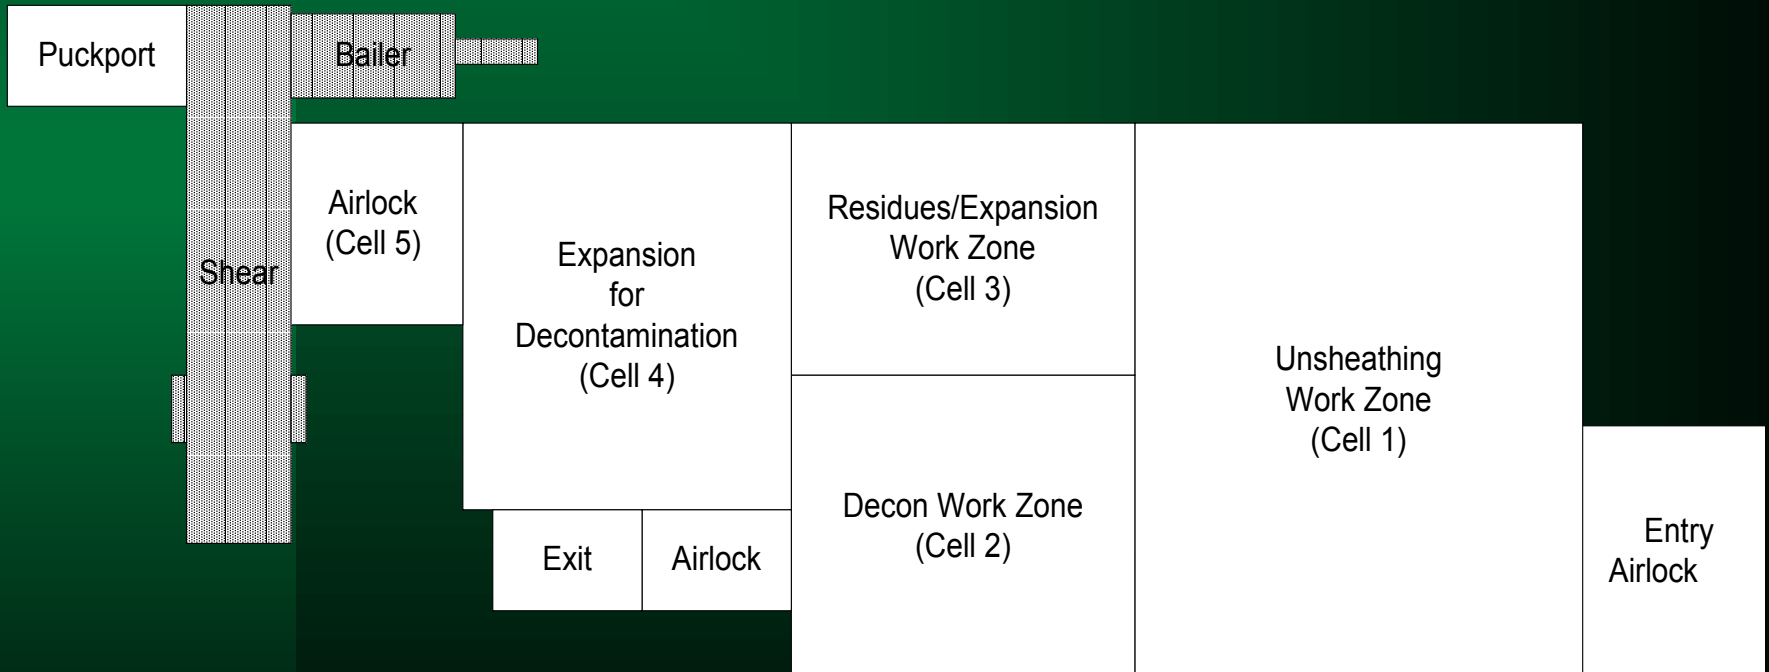 Puckport
Bailer
Shear
Airlock
(Cell 5)
Expansion
for
Decontamination
(Cell 4)
Residues/Expansion
Work Zone
(Cell 3)
Unsheathing
Work Zone
(Cell 1)
Decon Work Zone
(Cell 2)
Exit
Airlock
Entry
Airlock